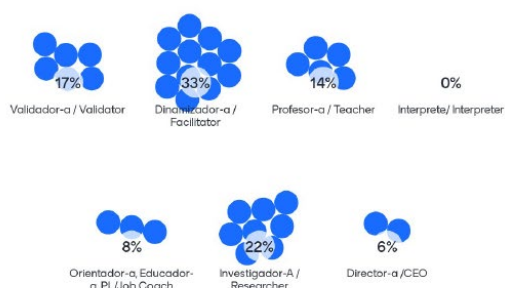 17%
33%
14%
0%
Validador-a / Validator
Dinamizador-a /
Facilitator
Profesor-a / Teacher
Interprete/ Interpreter
8%
22%
6%
Orientador-a, Educador-
a, PL/Job Coach
Investigador-A /
Researcher
Director-a /CEO